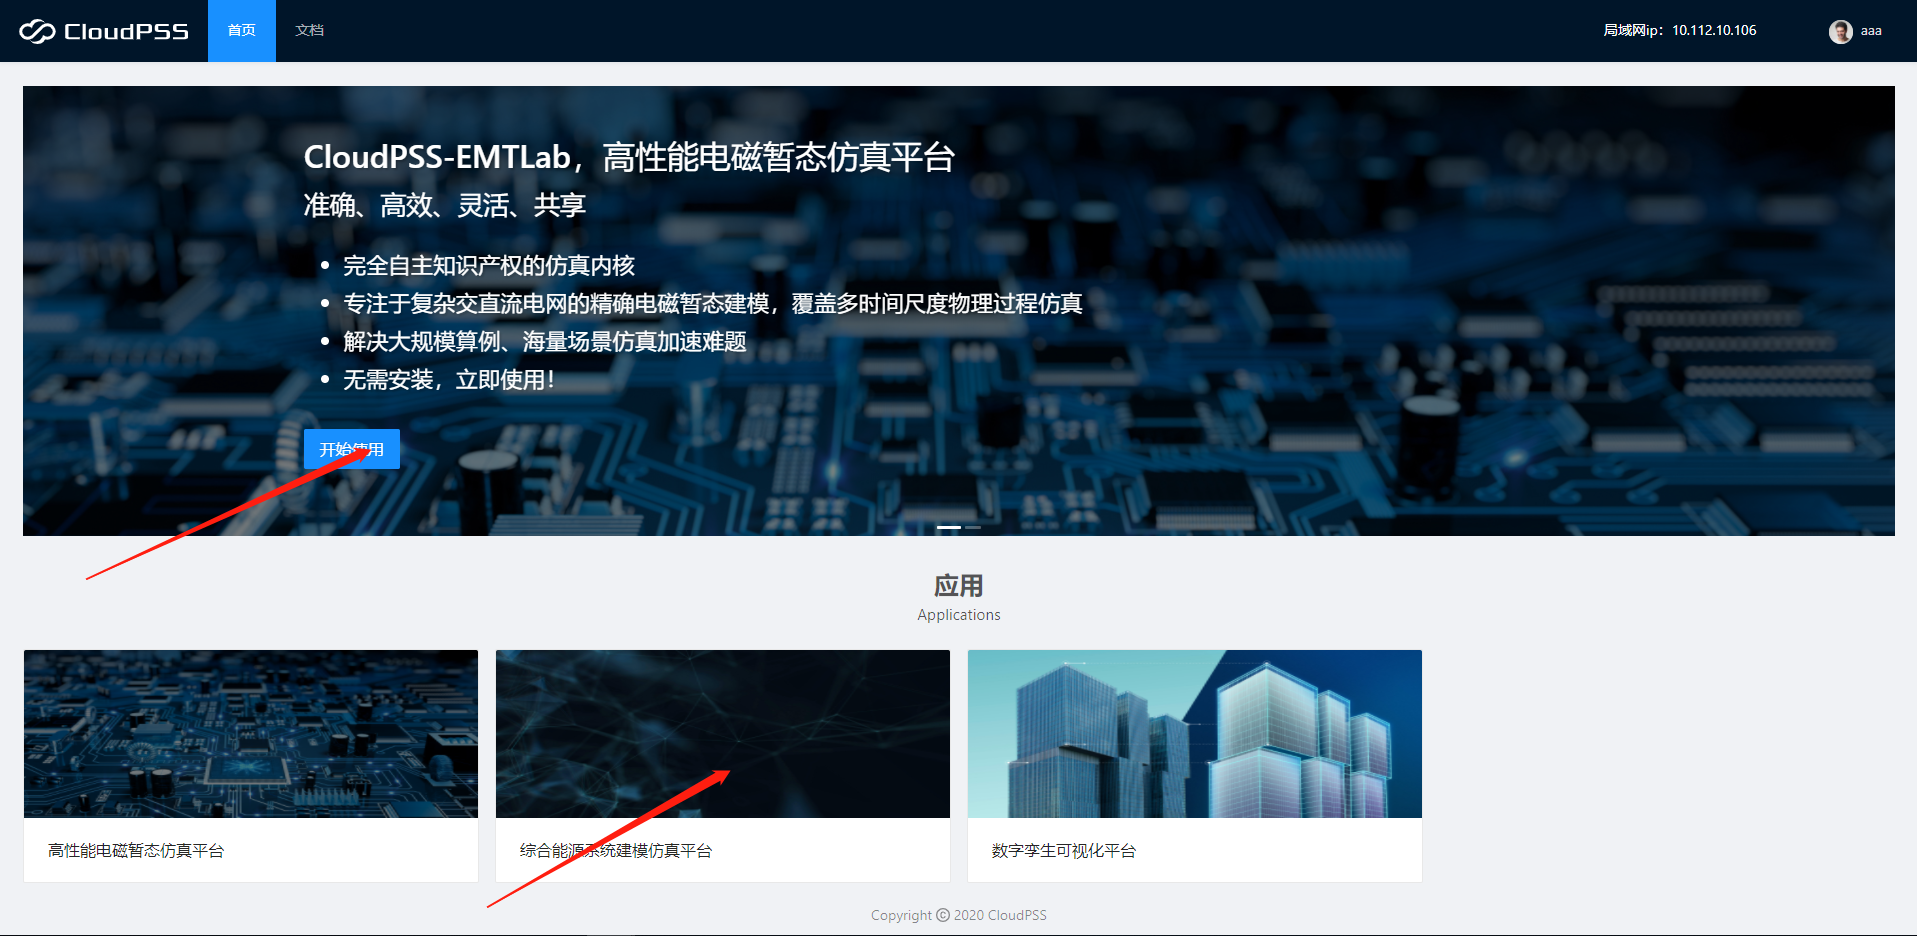 CloudPSS 首页 文档 局域网ip：10.112.10.106 aaa
CloudPSS-EMTLab，高性能电磁暂态仿真平台
准确、高效、灵活、共享
• 完全自主知识产权的仿真内核
• 专注于复杂交直流电网的精确电磁暂态建模，覆盖多时间尺度物理过程仿真
• 解决大规模算例、海量场景仿真加速难题
• 无需安装，立即使用！
开始使用
应用
Applications
高性能电磁暂态仿真平台
综合能源系统建模仿真平台
数字孪生可视化平台
Copyright © 2020 CloudPSS